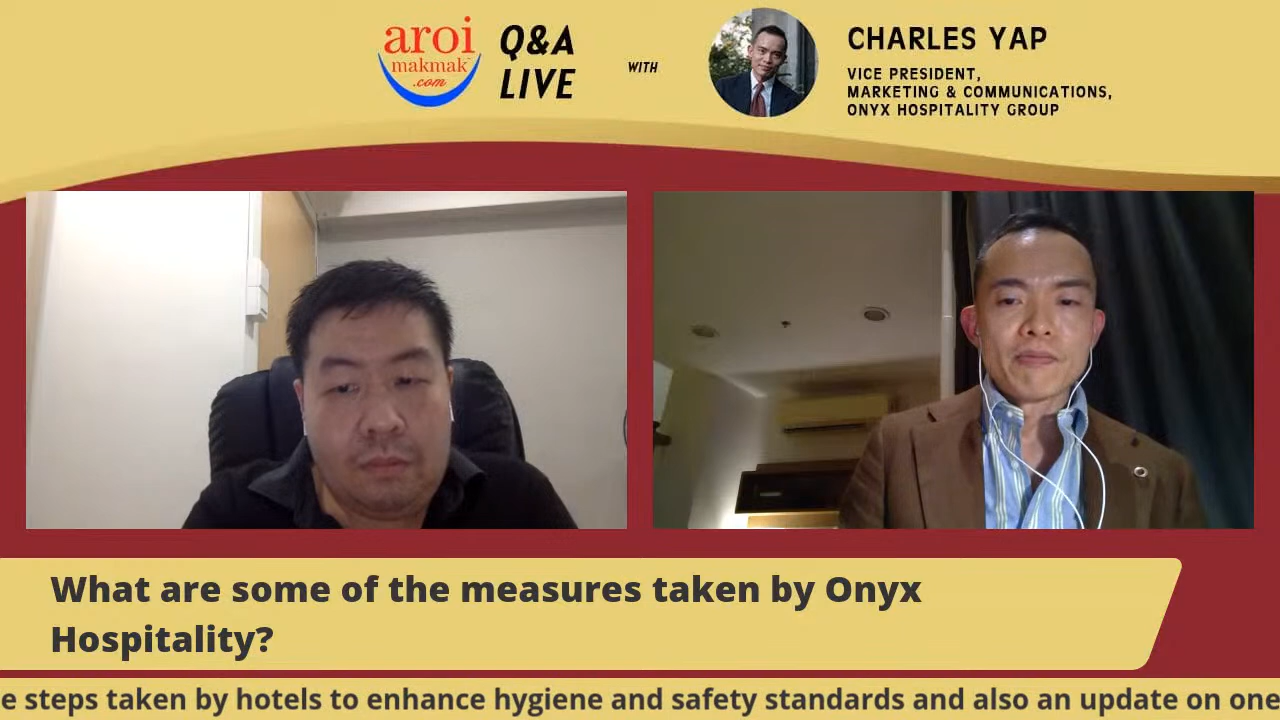 aroi
makmak
.com
Q&A
LIVE
WITH
CHARLES YAP
VICE PRESIDENT,
MARKETING & COMMUNICATIONS,
ONYX HOSPITALITY GROUP
What are some of the measures taken by Onyx
Hospitality?
e steps taken by hotels to enhance hygiene and safety standards and also an update on one